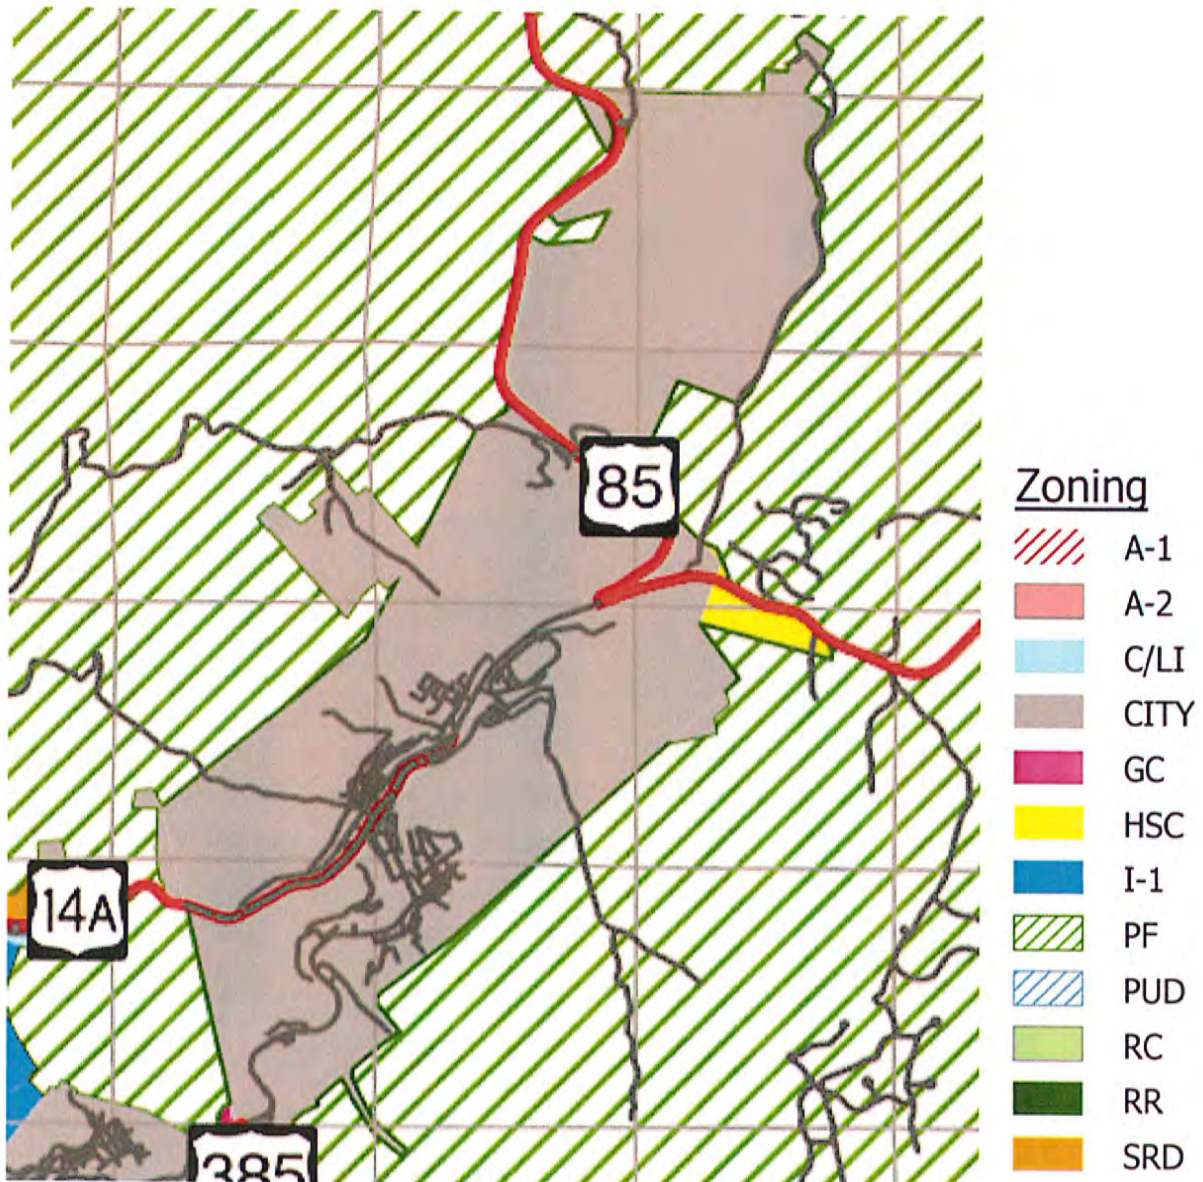 85
14A
385
Zoning
A-1
A-2
C/LI
CITY
GC
HSC
I-1
PF
PUD
RC
RR
SRD